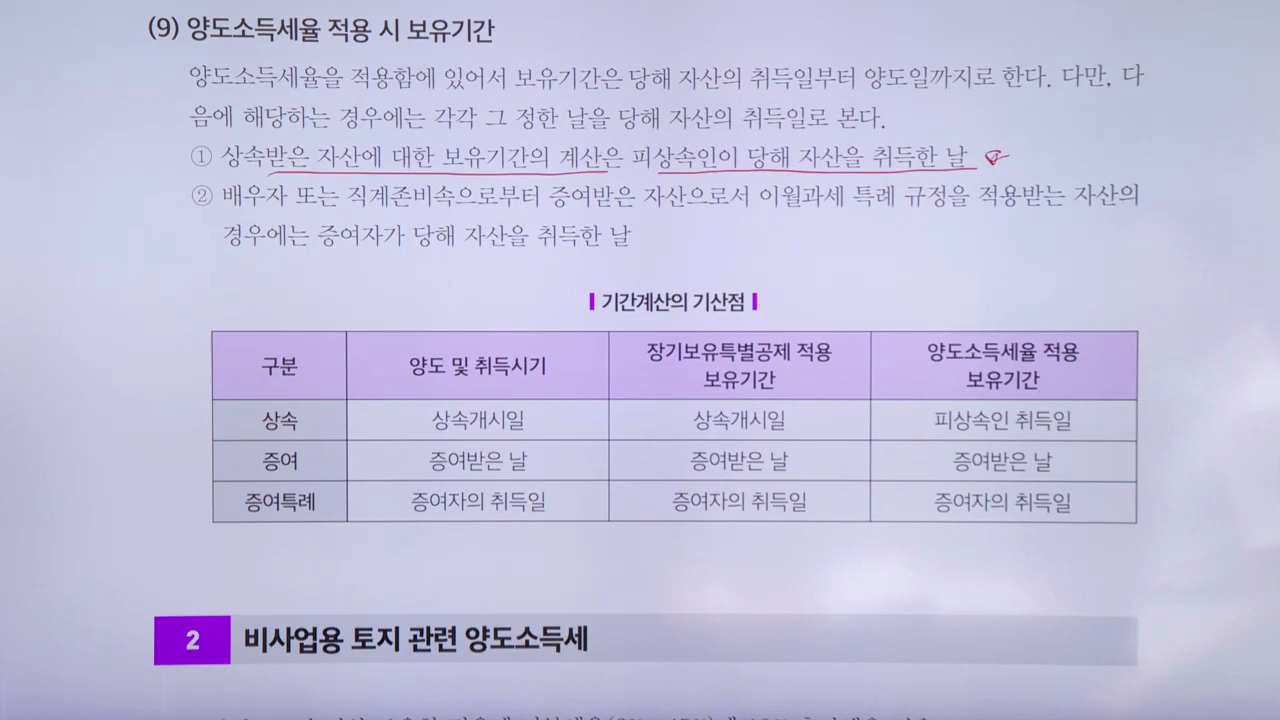 (9) 양도소득세율 적용 시 보유기간
양도소득세율을 적용함에 있어서 보유기간은 당해 자산의 취득일부터 양도일까지로 한다. 다만, 다
음에 해당하는 경우에는 각각 그 정한 날을 당해 자산의 취득일로 본다.
① 상속받은 자산에 대한 보유기간의 계산은 피상속인이 당해 자산을 취득한 날
② 배우자 또는 직계존비속으로부터 증여받은 자산으로서 이월과세 특례 규정을 적용받는 자산의
경우에는 증여자가 당해 자산을 취득한 날
기간계산의 기산점
구분 양도 및 취득시기 장기보유특별공제 적용 보유기간 양도소득세율 적용 보유기간
상속 상속개시일 상속개시일 피상속인 취득일
증여 증여받은 날 증여받은 날 증여받은 날
증여특례 증여자의 취득일 증여자의 취득일 증여자의 취득일
2 비사업용 토지 관련 양도소득세